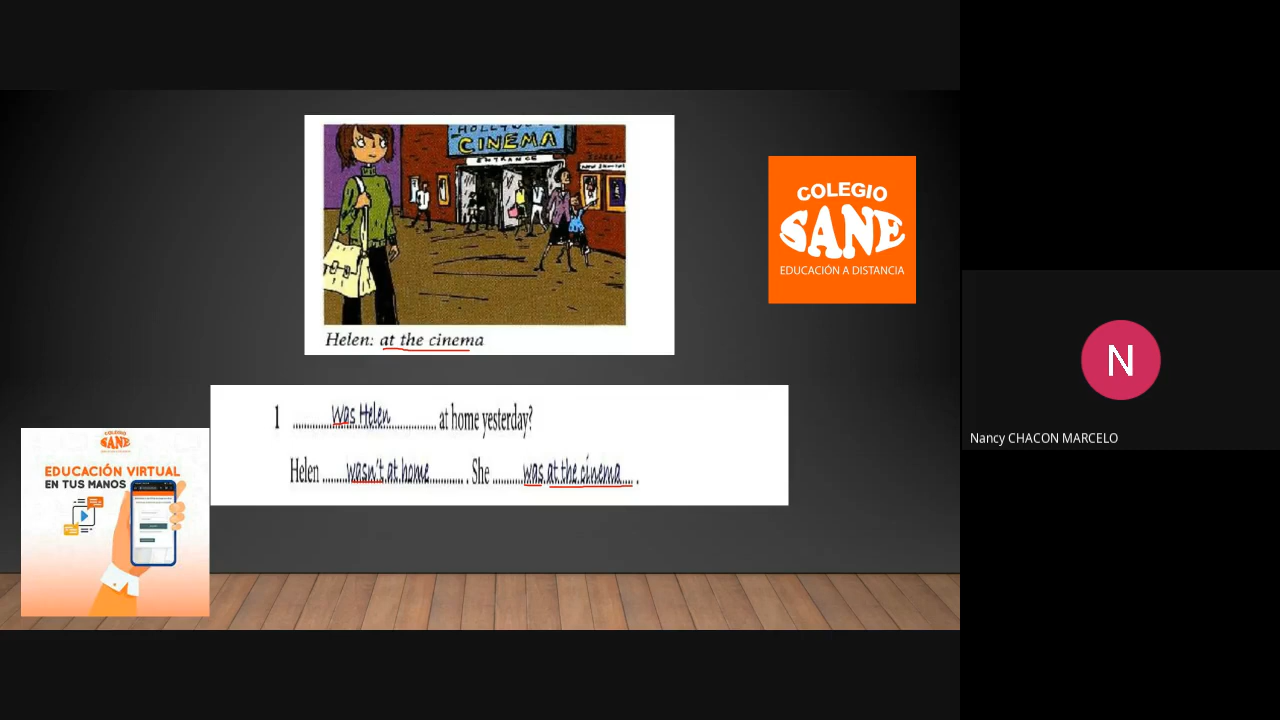 HOLLY
CINEMA
ENTRANCE
Helen: at the cinema
COLEGIO
SANE
EDUCACIÓN A DISTANCIA
1 Was Helen at home yesterday?
Helen wasn't at home. She was at the cinema.
COLEGIO
SANE
EDUCACIÓN VIRTUAL
EN TUS MANOS
N
Nancy CHACON MARCELO